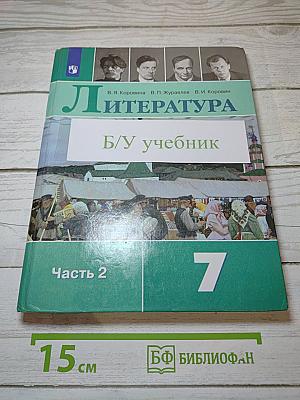 В. Я. Коровина В. П. Журавлев В. И. Коровин
ЛИТЕРАТУРА
Б/У учебник
Часть 2
7
15 см
БФ БИБЛИОФАН